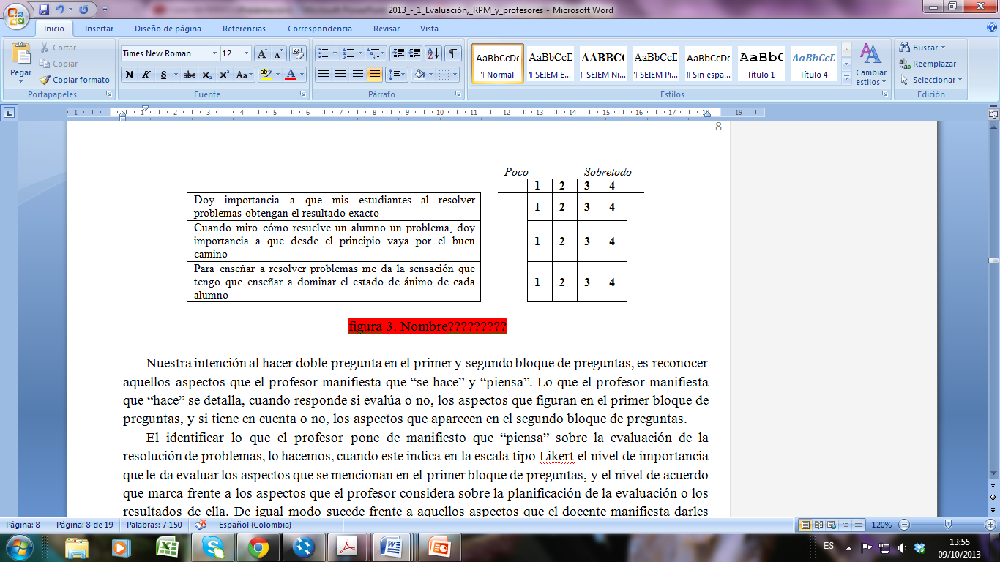 2013_-_1_Evaluación,_RPM_y_profesores - Microsoft Word
Inicio Insertar Diseño de página Referencias Correspondencia Revisar Vista
Pegar
Cortar
Copiar
Copiar formato
Portapapeles
Times New Roman 12
N K S abc x₂ x² Aa
Fuente
Párrafo
AaBbCcDc AaBbCcD AABBC AaBbCcD AaBbCcDc AaBbC AaBbCcD
¶ Normal ¶ SEIEM E... ¶ SEIEM Ni... ¶ SEIEM Pi... ¶ Sin espa... Título 1 Título 4
Cambiar estilos
Estilos
Buscar
Reemplazar
Seleccionar
Edición
1 1 2 3 4 5 6 7 8 9 10 11 12 13 14 15 16 17 18 19
8
Poco Sobretodo
1 2 3 4
Doy importancia a que mis estudiantes al resolver
problemas obtengan el resultado exacto
1 2 3 4
Cuando miro cómo resuelve un alumno un problema, doy
importancia a que desde el principio vaya por el buen
camino
1 2 3 4
Para enseñar a resolver problemas me da la sensación que
tengo que enseñar a dominar el estado de ánimo de cada
alumno
1 2 3 4
figura 3. Nombre?????????
Nuestra intención al hacer doble pregunta en el primer y segundo bloque de preguntas, es reconocer
aquellos aspectos que el profesor manifiesta que “se hace” y “piensa”. Lo que el profesor manifiesta
que “hace” se detalla, cuando responde si evalúa o no, los aspectos que figuran en el primer bloque de
preguntas, y si tiene en cuenta o no, los aspectos que aparecen en el segundo bloque de preguntas.
El identificar lo que el profesor pone de manifiesto que “piensa” sobre la evaluación de la
resolución de problemas, lo hacemos, cuando este indica en la escala tipo Likert el nivel de importancia
que le da evaluar los aspectos que se mencionan en el primer bloque de preguntas, y el nivel de acuerdo
que marca frente a los aspectos que el profesor considera sobre la planificación de la evaluación o los
resultados de ella. De igual modo sucede frente a aquellos aspectos que el docente manifiesta darles
Página: 8 Página: 8 de 19 Palabras: 7.150 Español (Colombia) 120%
ES 13:55
09/10/2013